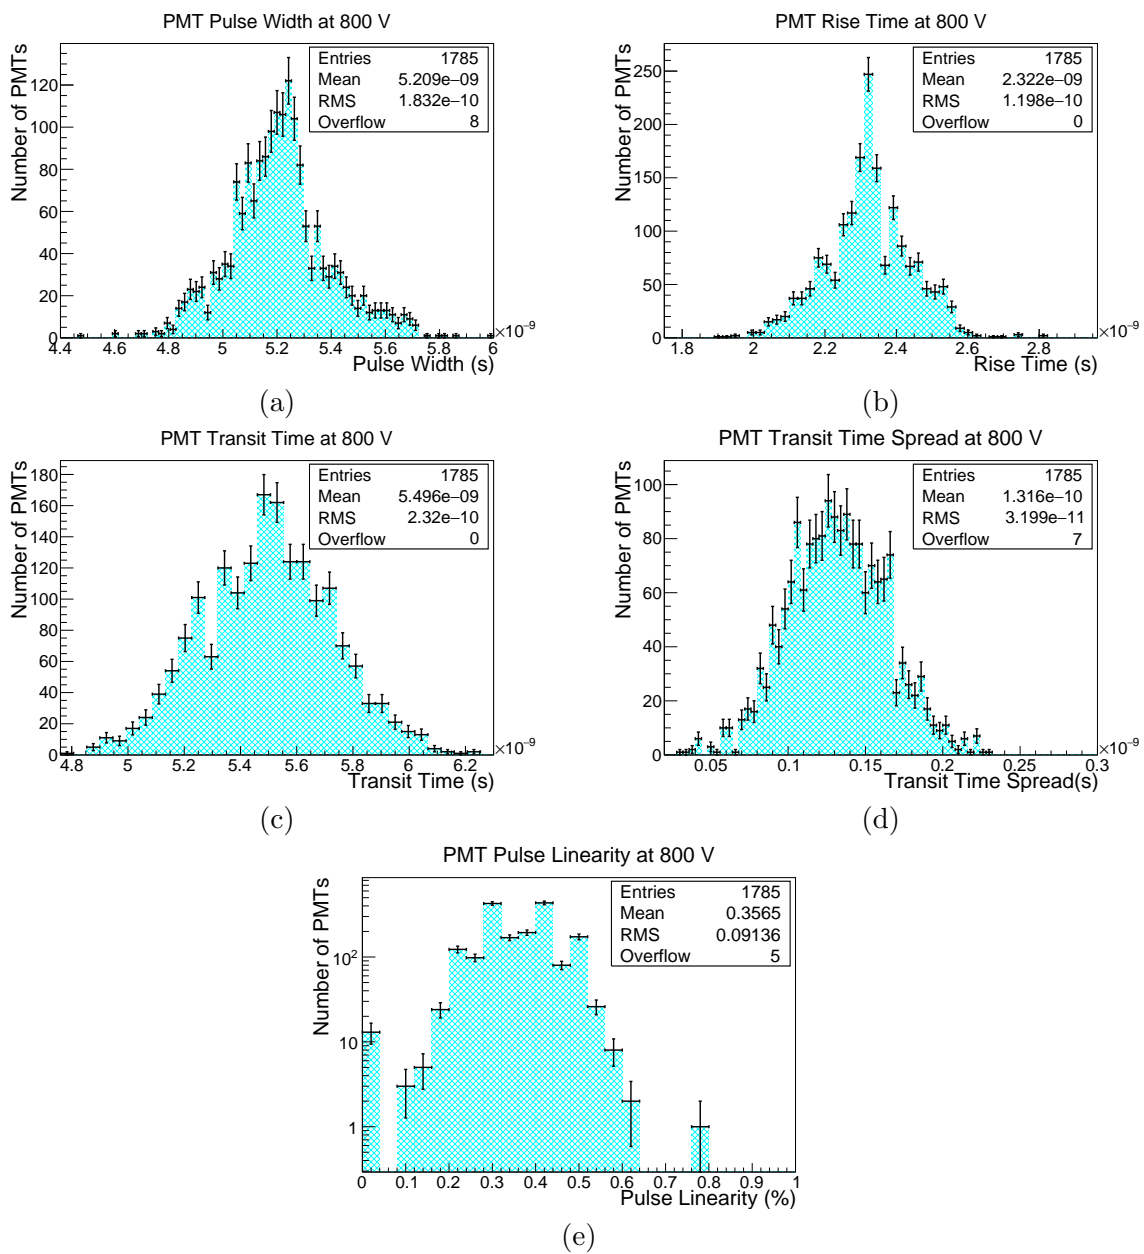 PMT Pulse Width at 800 V
Number of PMTs
120
100
80
60
40
20
0
Entries 1785
Mean 5.209e−09
RMS 1.832e−10
Overflow 8
4.4 4.6 4.8 5 5.2 5.4 5.6 5.8 6
×10⁻⁹
Pulse Width (s)
(a)
PMT Rise Time at 800 V
Number of PMTs
250
200
150
100
50
0
Entries 1785
Mean 2.322e−09
RMS 1.198e−10
Overflow 0
1.8 2 2.2 2.4 2.6 2.8
×10⁻⁹
Rise Time (s)
(b)
PMT Transit Time at 800 V
Number of PMTs
180
160
140
120
100
80
60
40
20
0
Entries 1785
Mean 5.496e−09
RMS 2.32e−10
Overflow 0
4.8 5 5.2 5.4 5.6 5.8 6 6.2
×10⁻⁹
Transit Time (s)
(c)
PMT Transit Time Spread at 800 V
Number of PMTs
100
80
60
40
20
0
Entries 1785
Mean 1.316e−10
RMS 3.199e−11
Overflow 7
0.05 0.1 0.15 0.2 0.25 0.3
×10⁻⁹
Transit Time Spread(s)
(d)
PMT Pulse Linearity at 800 V
Number of PMTs
10²
10
1
Entries 1785
Mean 0.3565
RMS 0.09136
Overflow 5
0 0.1 0.2 0.3 0.4 0.5 0.6 0.7 0.8 0.9 1
Pulse Linearity (%)
(e)